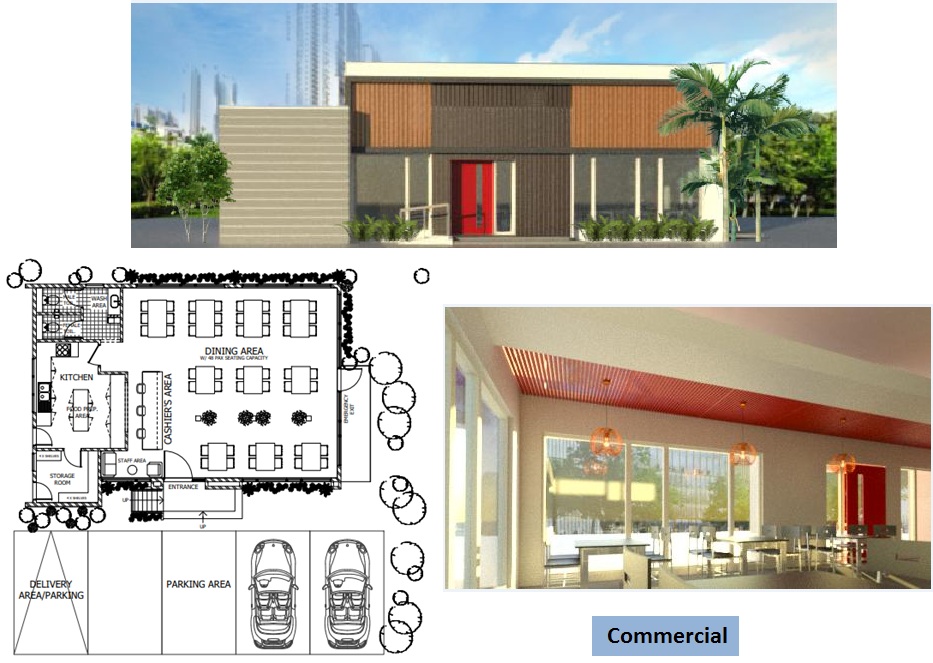 WASH
AREA
DINING AREA
W/ 48 PAX SEATING CAPACITY
KITCHEN
FOOD PREP.
AREA
CASHIER'S AREA
EMERGENCY
EXIT
STAFF AREA
STORAGE
ROOM
ENTRANCE
UP
UP
DELIVERY
AREA/PARKING
PARKING AREA
Commercial